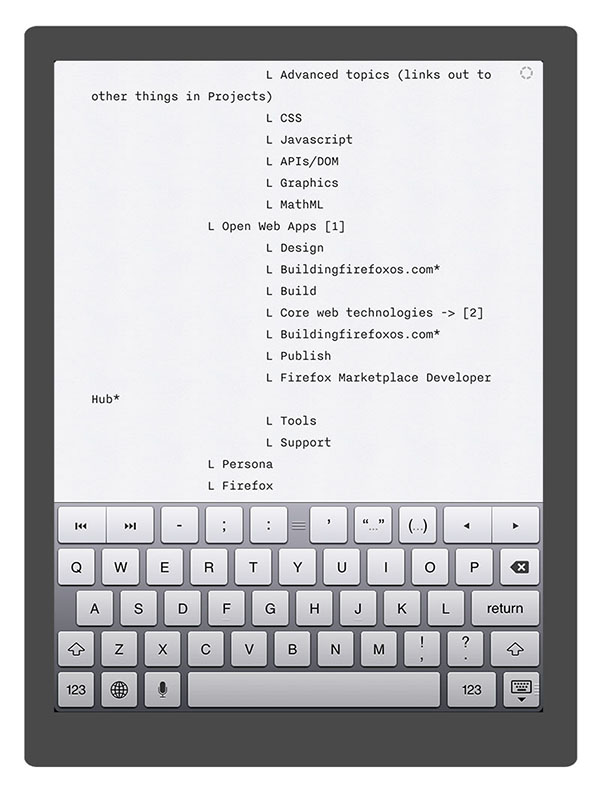 L Advanced topics (links out to
other things in Projects)
L CSS
L Javascript
L APIs/DOM
L Graphics
L MathML
L Open Web Apps [1]
L Design
L Buildingfirefoxos.com*
L Build
L Core web technologies -> [2]
L Buildingfirefoxos.com*
L Publish
L Firefox Marketplace Developer
Hub*
L Tools
L Support
L Persona
L Firefox
- ; : ’ “...” (...)
Q W E R T Y U I O P
A S D F G H J K L return
Z X C V B N M ! , ? .
123 123